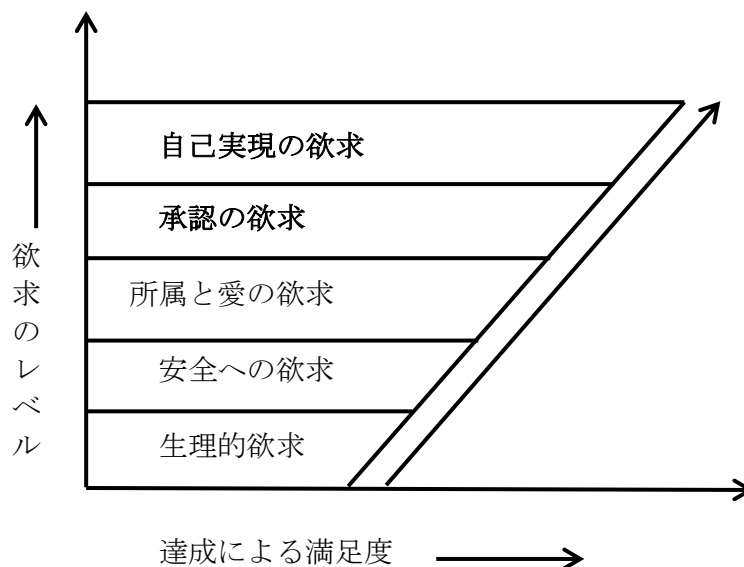 自己実現の欲求
承認の欲求
所属と愛の欲求
安全への欲求
生理的欲求
欲求のレベル
達成による満足度